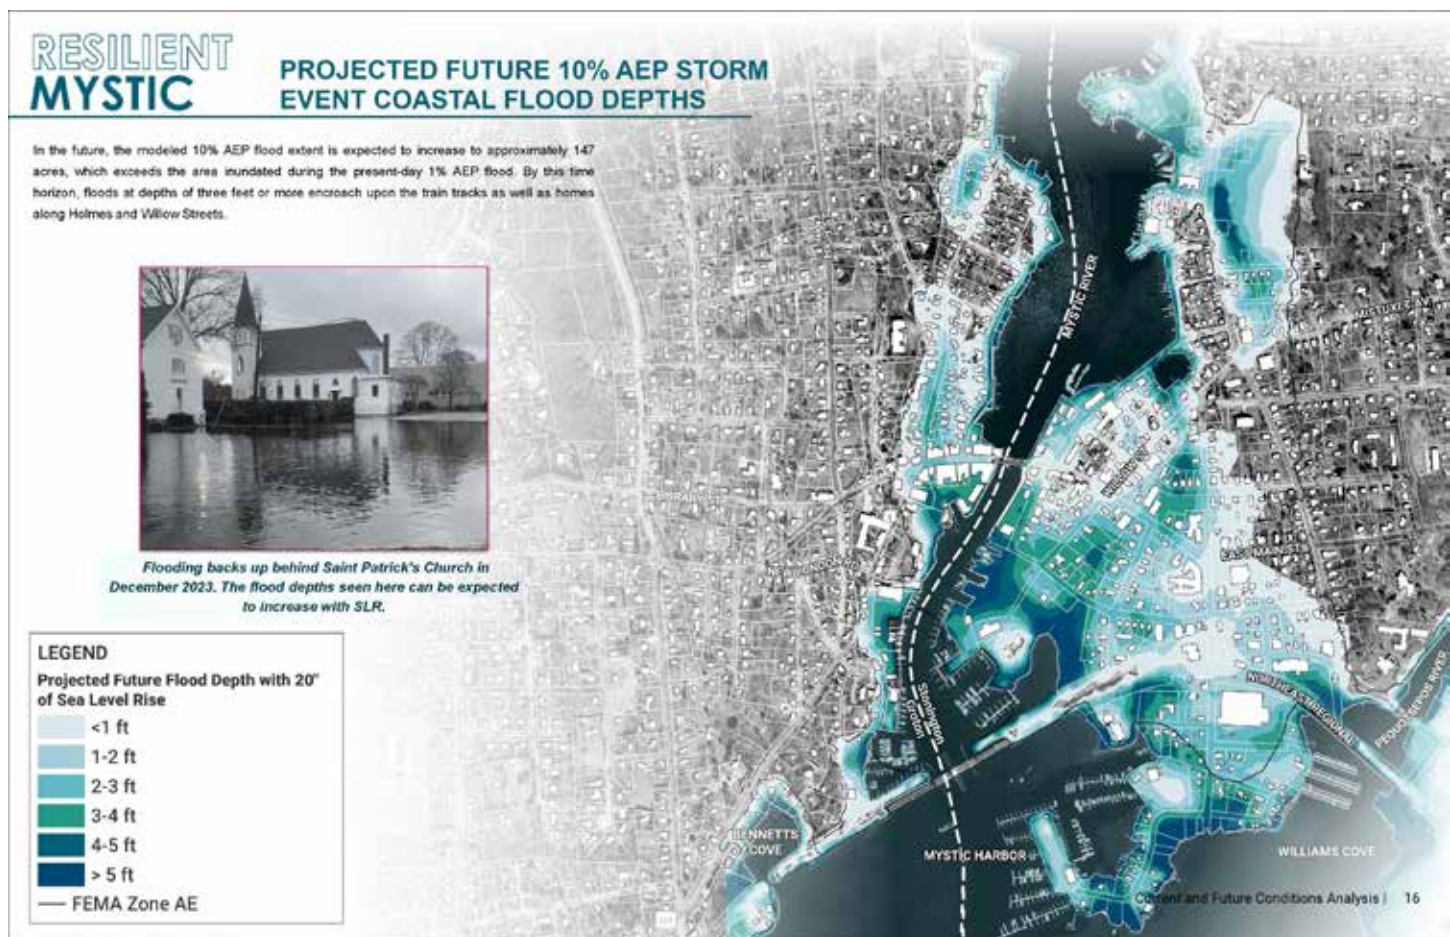 RESILIENT
MYSTIC
PROJECTED FUTURE 10% AEP STORM
EVENT COASTAL FLOOD DEPTHS
In the future, the modeled 10% AEP flood extent is expected to increase to approximately 147
acres, which exceeds the area inundated during the present-day 1% AEP flood. By this time
horizon, floods at depths of three feet or more encroach upon the train tracks as well as homes
along Holmes and Willow Streets.
Flooding backs up behind Saint Patrick's Church in
December 2023. The flood depths seen here can be expected
to increase with SLR.
LEGEND
Projected Future Flood Depth with 20"
of Sea Level Rise
<1 ft
1-2 ft
2-3 ft
3-4 ft
4-5 ft
> 5 ft
FEMA Zone AE
MYSTIC RIVER
Stonington
Groton
NORTHEAST REGIONAL
PEQUOTSEPOS RIVER
BENNETTS
COVE
MYSTIC HARBOR
WILLIAMS COVE
Current and Future Conditions Analysis | 16